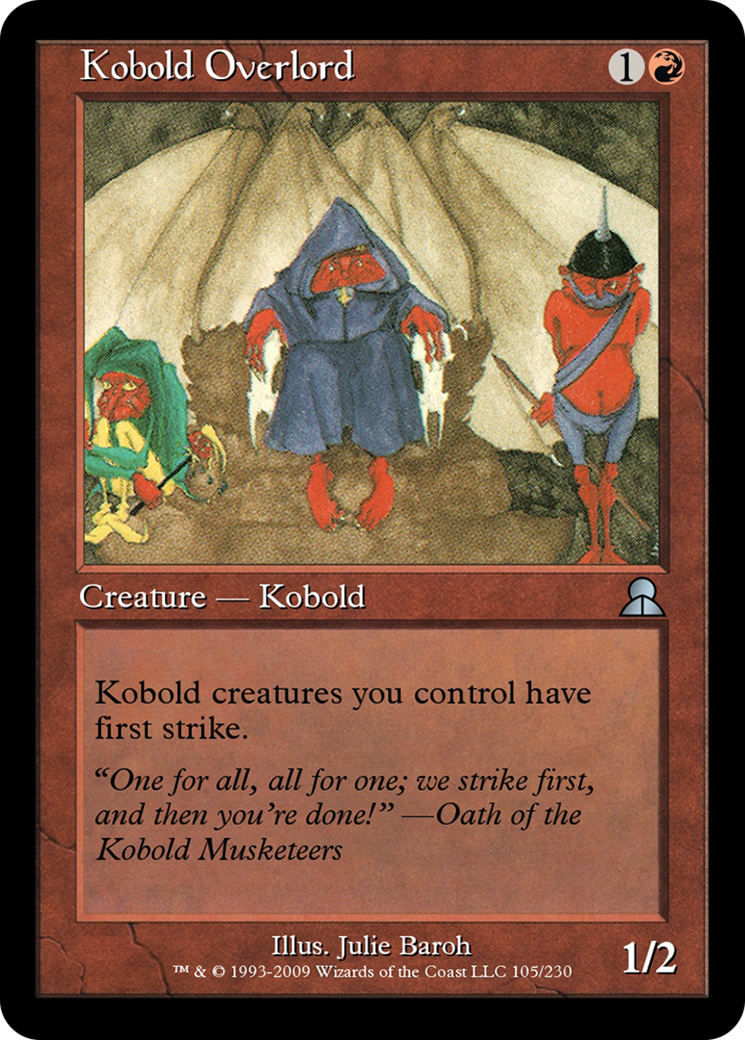 Kobold Overlord 1
Creature — Kobold
Kobold creatures you control have
first strike.
“One for all, all for one; we strike first,
and then you’re done!” —Oath of the
Kobold Musketeers
Illus. Julie Baroh
™ & © 1993-2009 Wizards of the Coast LLC 105/230
1/2